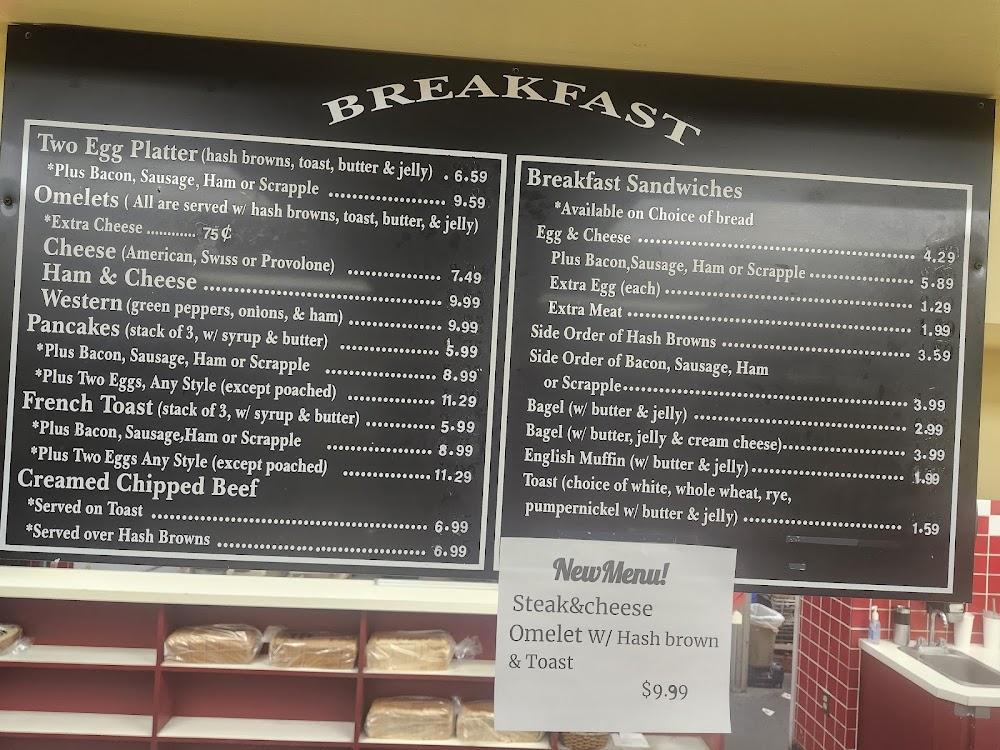 BREAKFAST
Two Egg Platter (hash browns, toast, butter & jelly) . 6.59
*Plus Bacon, Sausage, Ham or Scrapple .................... 9.59
Omelets ( All are served w/ hash browns, toast, butter, & jelly)
*Extra Cheese ............ 75¢
Cheese (American, Swiss or Provolone) ................ 7.49
Ham & Cheese ........................................ 9.99
Western (green peppers, onions, & ham) ................ 9.99
Pancakes (stack of 3, w/ syrup & butter) ................ 5.99
*Plus Bacon, Sausage, Ham or Scrapple .................. 8.99
*Plus Two Eggs, Any Style (except poached) ............... 11.29
French Toast (stack of 3, w/ syrup & butter) ............ 5.99
*Plus Bacon, Sausage,Ham or Scrapple .................. 8.99
*Plus Two Eggs Any Style (except poached) ............... 11.29
Creamed Chipped Beef
*Served on Toast ................................................ 6.99
*Served over Hash Browns .................................... 6.99
Breakfast Sandwiches
*Available on Choice of bread
Egg & Cheese ................................................ 4.29
Plus Bacon,Sausage, Ham or Scrapple .................. 5.89
Extra Egg (each) ............................................ 1.29
Extra Meat .................................................. 1.99
Side Order of Hash Browns .................................. 3.59
Side Order of Bacon, Sausage, Ham
or Scrapple................................................ 3.99
Bagel (w/ butter & jelly) .................................... 2.99
Bagel (w/ butter, jelly & cream cheese).................... 3.99
English Muffin (w/ butter & jelly)......................... 1.99
Toast (choice of white, whole wheat, rye,
pumpernickel w/ butter & jelly) .......................... 1.59
New Menu!
Steak&cheese
Omelet W/ Hash brown
& Toast
$9.99